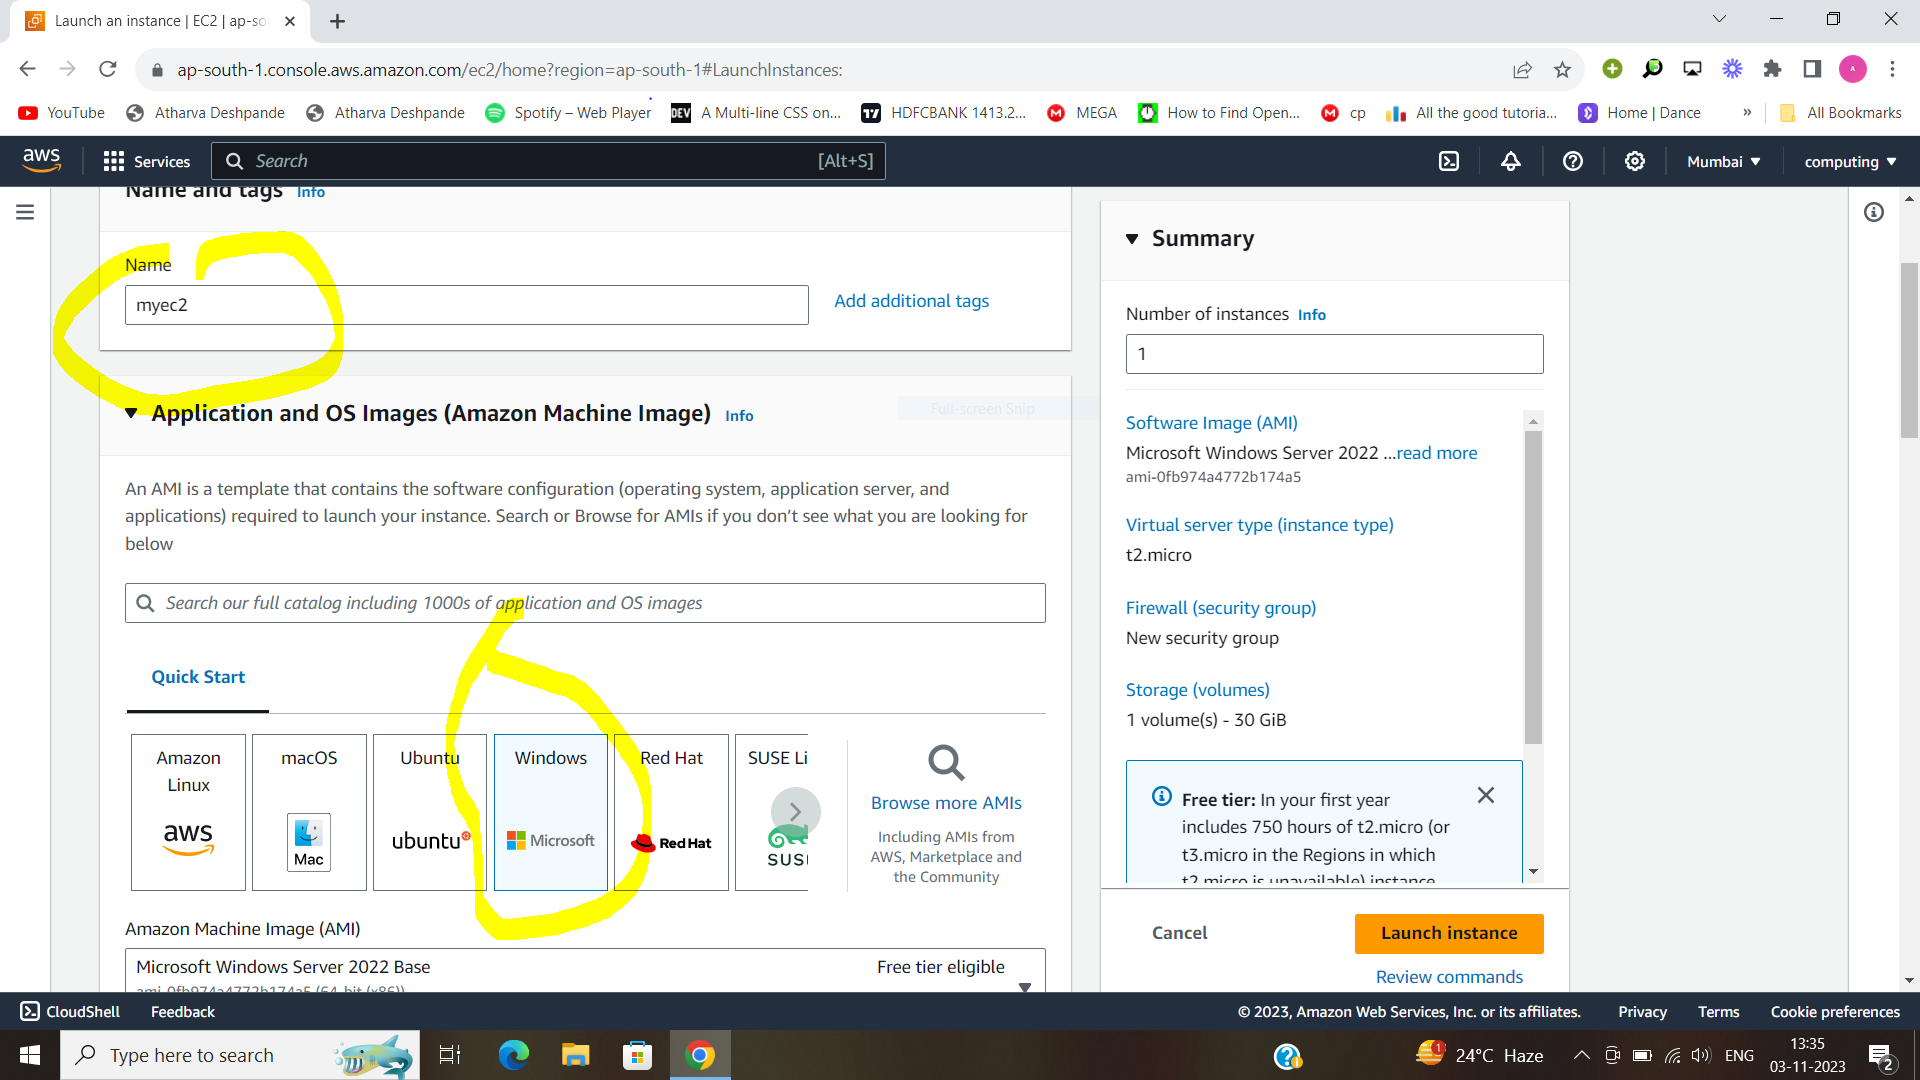 Launch an instance | EC2 | ap-so
ap-south-1.console.aws.amazon.com/ec2/home?region=ap-south-1#LaunchInstances:
A
YouTube
Atharva Deshpande
Atharva Deshpande
Spotify – Web Player
DEV
A Multi-line CSS on...
HDFCBANK 1413.2...
MEGA
How to Find Open...
cp
All the good tutoria...
Home | Dance
»
All Bookmarks
aws
Services
Search
[Alt+S]
Mumbai
computing
Name and tags Info
Name
myec2
Add additional tags
Application and OS Images (Amazon Machine Image) Info
Full-screen Snip
An AMI is a template that contains the software configuration (operating system, application server, and
applications) required to launch your instance. Search or Browse for AMIs if you don’t see what you are looking for
below
Search our full catalog including 1000s of application and OS images
Quick Start
Amazon
Linux
aws
macOS
Mac
Ubuntu
ubuntu
Windows
Microsoft
Red Hat
Red Hat
SUSE Li
SUS
Browse more AMIs
Including AMIs from
AWS, Marketplace and
the Community
Amazon Machine Image (AMI)
Microsoft Windows Server 2022 Base
Free tier eligible
ami-0fb974a4772b174a5 (64-bit (x86))
Summary
Number of instances Info
1
Software Image (AMI)
Microsoft Windows Server 2022 ...read more
ami-0fb974a4772b174a5
Virtual server type (instance type)
t2.micro
Firewall (security group)
New security group
Storage (volumes)
1 volume(s) - 30 GiB
Free tier: In your first year
includes 750 hours of t2.micro (or
t3.micro in the Regions in which
t2.micro is unavailable) instance
Cancel
Launch instance
Review commands
CloudShell
Feedback
© 2023, Amazon Web Services, Inc. or its affiliates.
Privacy
Terms
Cookie preferences
Type here to search
1
24°C Haze
ENG
13:35
03-11-2023
2